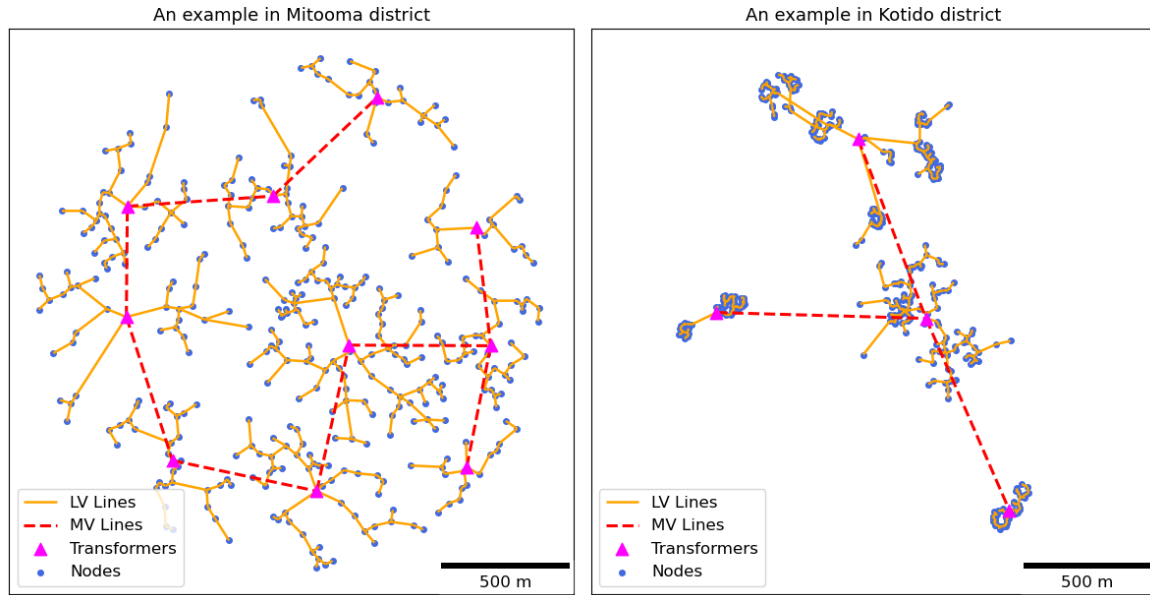 An example in Mitooma district
LV Lines
MV Lines
Transformers
Nodes
500 m
An example in Kotido district
LV Lines
MV Lines
Transformers
Nodes
500 m